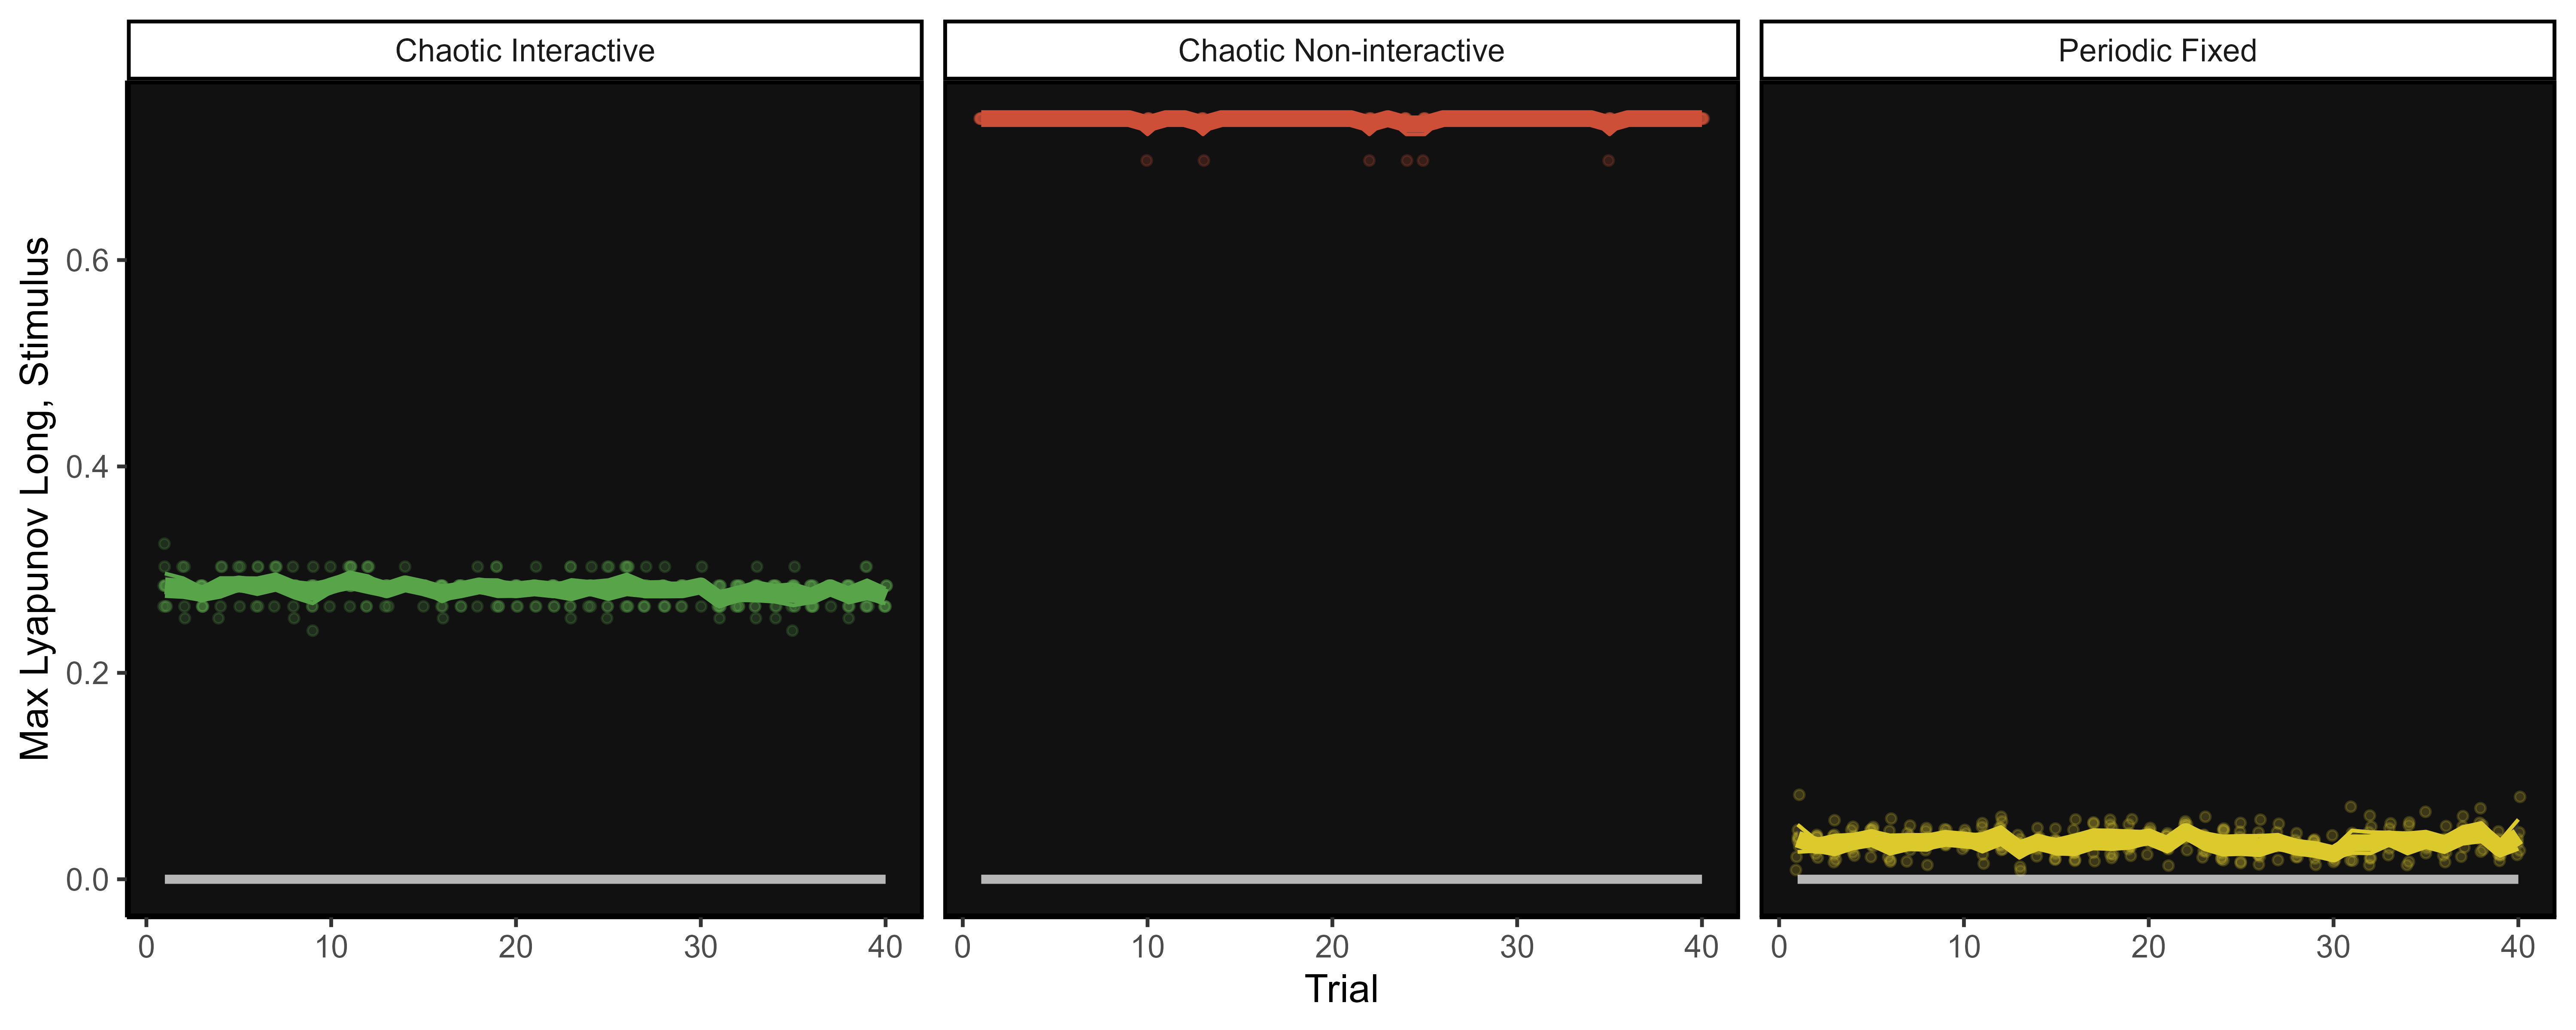 Chaotic Interactive
Chaotic Non-interactive
Periodic Fixed
Max Lyapunov Long, Stimulus
0.6
0.4
0.2
0.0
0 10 20 30 40
0 10 20 30 40
0 10 20 30 40
Trial